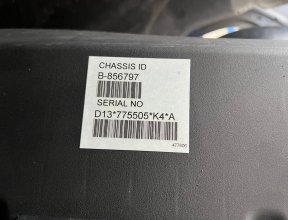 CHASSIS ID
B-856797
SERIAL NO
D13*775505*K4*A